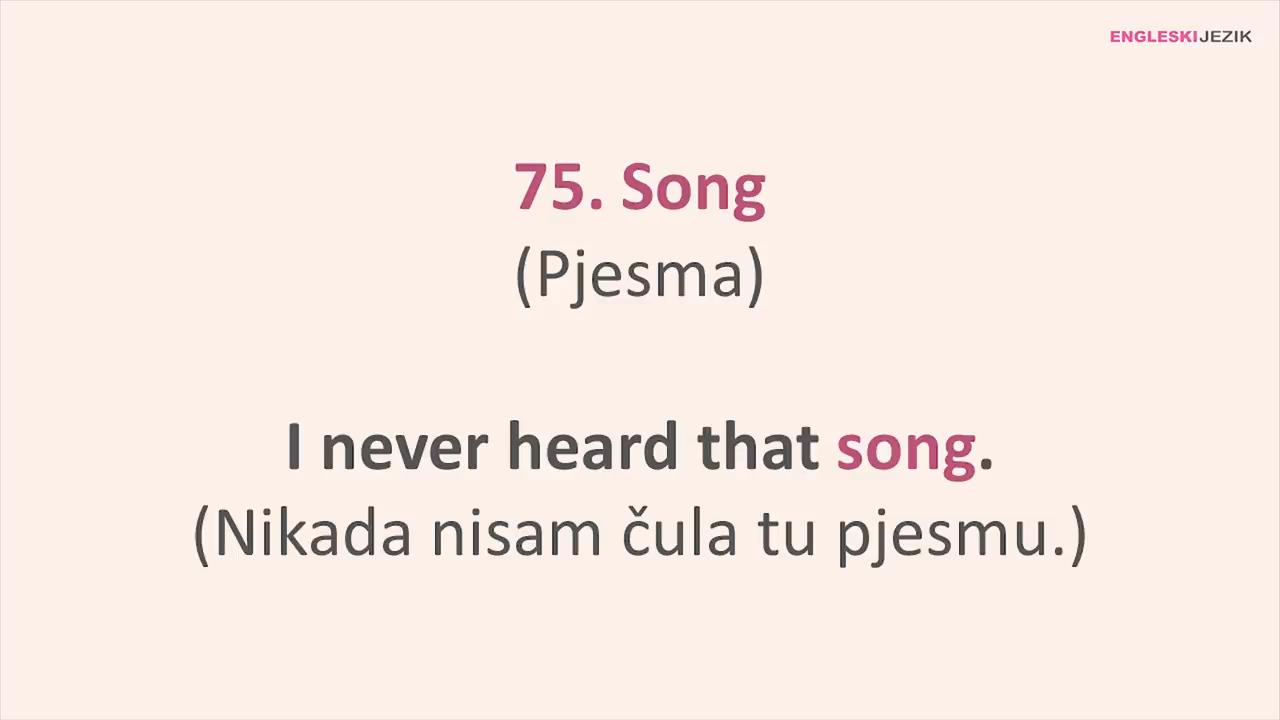 ENGLESKIJEZIK
75. Song
(Pjesma)
I never heard that song.
(Nikada nisam čula tu pjesmu.)